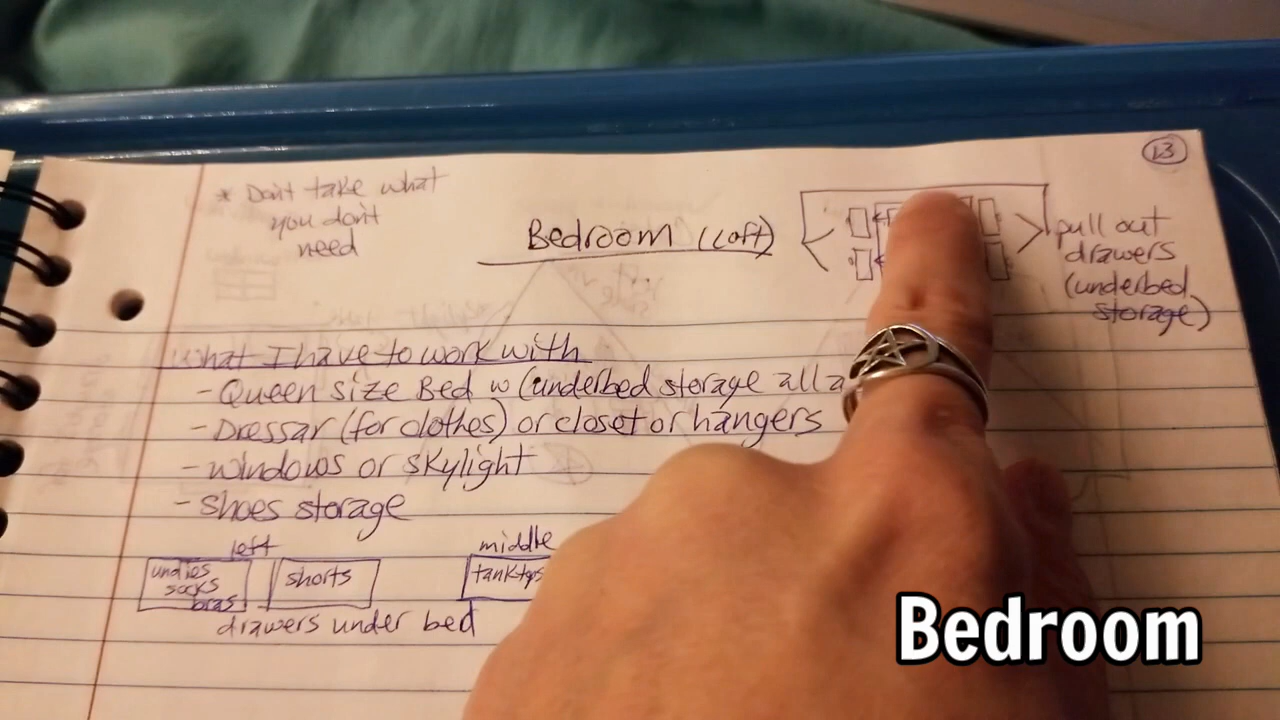 13
* Don't take what
you don't
need
Bedroom (Loft)
pull out
drawers
(underbed
storage)
What I have to work with
- Queen size Bed w (underbed storage all a
- Dressar (for clothes) or closet or hangers
- windows or skylight
- Shoes storage
left
middle
undies
socks
bras
shorts
tanktops
drawers under bed
Bedroom